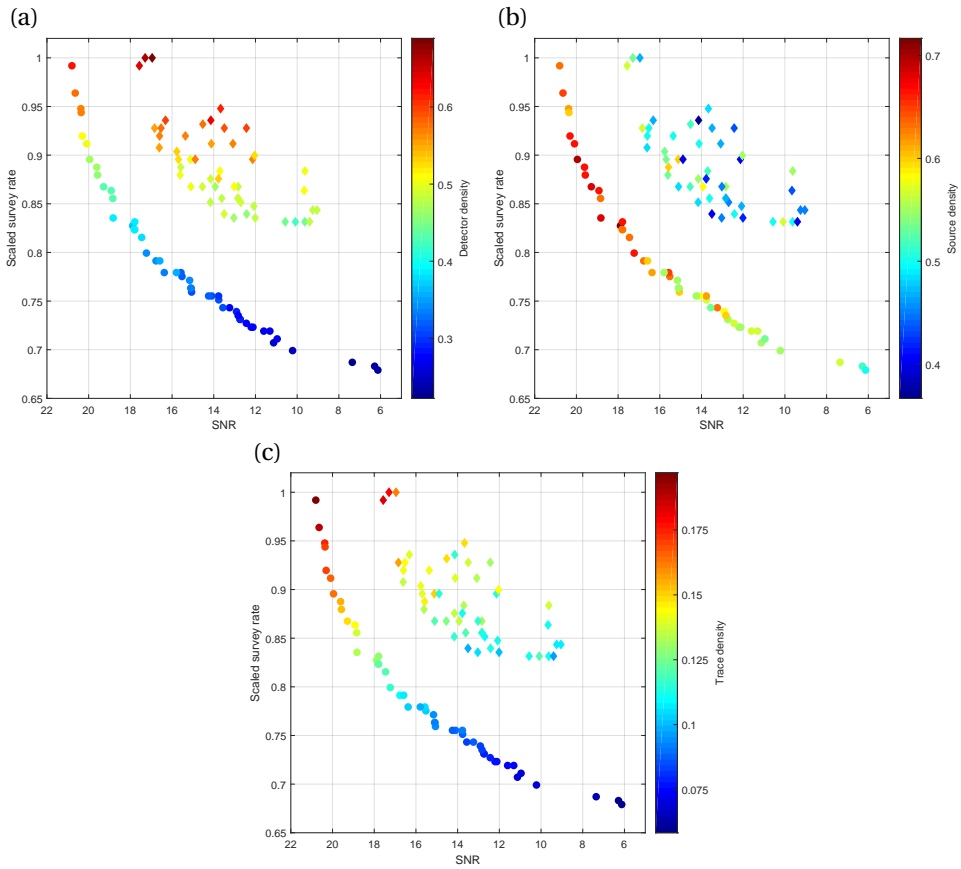 (a)
1
0.95
0.9
0.85
0.8
0.75
0.7
0.65
22 20 18 16 14 12 10 8 6
SNR
Scaled survey rate
0.6
0.5
0.4
0.3
Detector density
(b)
1
0.95
0.9
0.85
0.8
0.75
0.7
0.65
22 20 18 16 14 12 10 8 6
SNR
Scaled survey rate
0.7
0.6
0.5
0.4
Source density
(c)
1
0.95
0.9
0.85
0.8
0.75
0.7
0.65
22 20 18 16 14 12 10 8 6
SNR
Scaled survey rate
0.175
0.15
0.125
0.1
0.075
Trace density